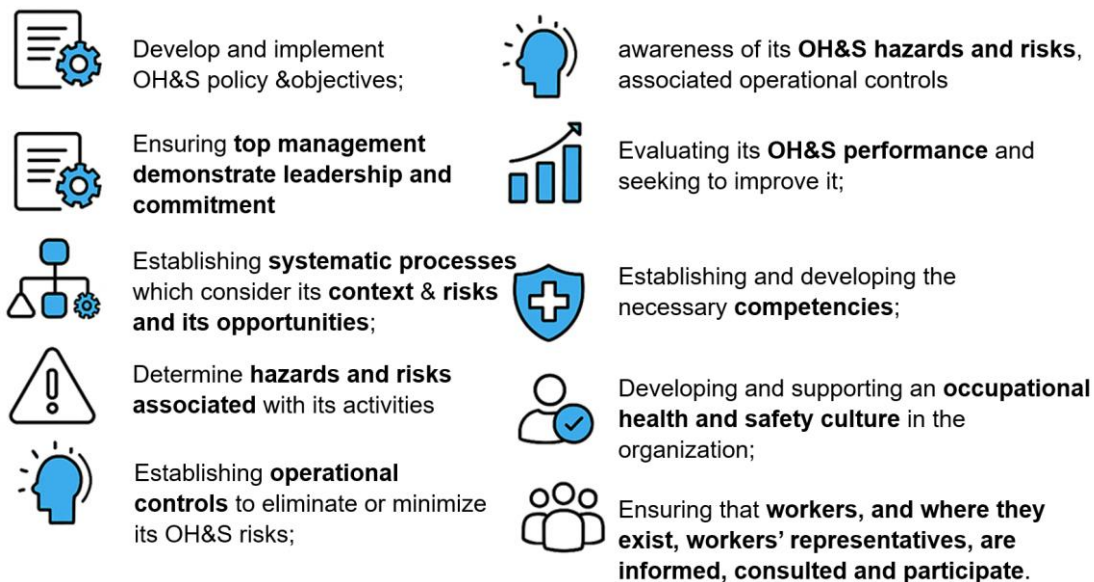 Develop and implement
OH&S policy &objectives;
Ensuring top management
demonstrate leadership and
commitment
Establishing systematic processes
which consider its context & risks
and its opportunities;
Determine hazards and risks
associated with its activities
Establishing operational
controls to eliminate or minimize
its OH&S risks;
awareness of its OH&S hazards and risks,
associated operational controls
Evaluating its OH&S performance and
seeking to improve it;
Establishing and developing the
necessary competencies;
Developing and supporting an occupational
health and safety culture in the
organization;
Ensuring that workers, and where they
exist, workers’ representatives, are
informed, consulted and participate.